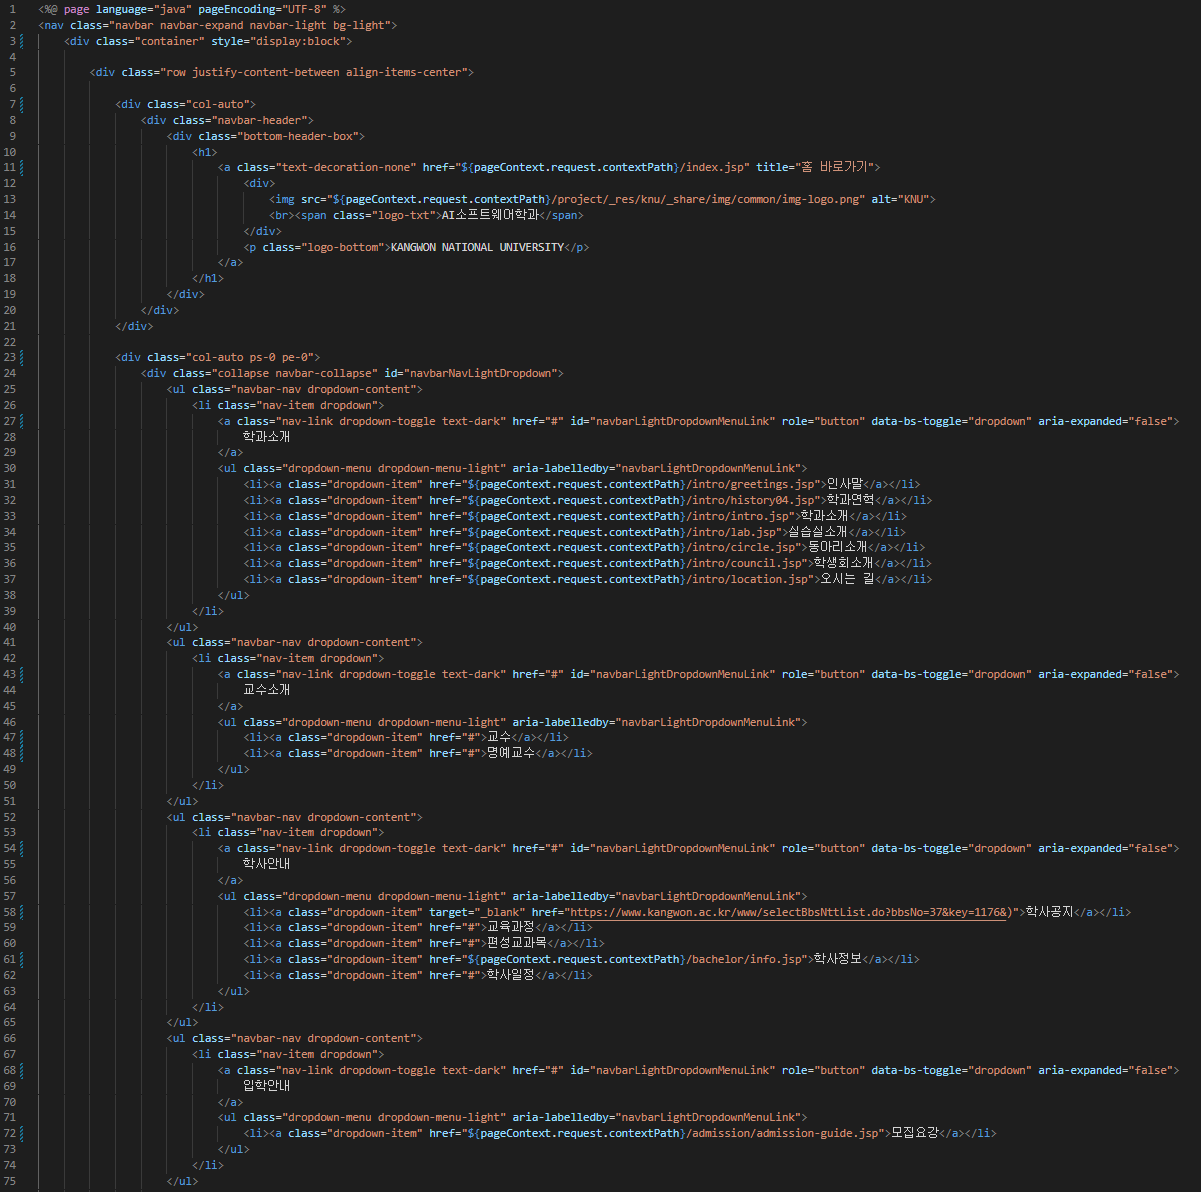 1 <%@ page language="java" pageEncoding="UTF-8" %>
2 <nav class="navbar navbar-expand navbar-light bg-light">
3 <div class="container" style="display:block">
4
5 <div class="row justify-content-between align-items-center">
6
7 <div class="col-auto">
8 <div class="navbar-header">
9 <div class="bottom-header-box">
10 <h1>
11 <a class="text-decoration-none" href="${pageContext.request.contextPath}/index.jsp" title="홈 바로가기">
12 <div>
13 <img src="${pageContext.request.contextPath}/project/_res/knu/_share/img/common/img-logo.png" alt="KNU">
14 <br><span class="logo-txt">AI소프트웨어학과</span>
15 </div>
16 <p class="logo-bottom">KANGWON NATIONAL UNIVERSITY</p>
17 </a>
18 </h1>
19 </div>
20 </div>
21 </div>
22
23 <div class="col-auto ps-0 pe-0">
24 <div class="collapse navbar-collapse" id="navbarNavLightDropdown">
25 <ul class="navbar-nav dropdown-content">
26 <li class="nav-item dropdown">
27 <a class="nav-link dropdown-toggle text-dark" href="#" id="navbarLightDropdownMenuLink" role="button" data-bs-toggle="dropdown" aria-expanded="false">
28 학과소개
29 </a>
30 <ul class="dropdown-menu dropdown-menu-light" aria-labelledby="navbarLightDropdownMenuLink">
31 <li><a class="dropdown-item" href="${pageContext.request.contextPath}/intro/greetings.jsp">인사말</a></li>
32 <li><a class="dropdown-item" href="${pageContext.request.contextPath}/intro/history04.jsp">학과연혁</a></li>
33 <li><a class="dropdown-item" href="${pageContext.request.contextPath}/intro/intro.jsp">학과소개</a></li>
34 <li><a class="dropdown-item" href="${pageContext.request.contextPath}/intro/lab.jsp">실습실소개</a></li>
35 <li><a class="dropdown-item" href="${pageContext.request.contextPath}/intro/circle.jsp">동아리소개</a></li>
36 <li><a class="dropdown-item" href="${pageContext.request.contextPath}/intro/council.jsp">학생회소개</a></li>
37 <li><a class="dropdown-item" href="${pageContext.request.contextPath}/intro/location.jsp">오시는 길</a></li>
38 </ul>
39 </li>
40 </ul>
41 <ul class="navbar-nav dropdown-content">
42 <li class="nav-item dropdown">
43 <a class="nav-link dropdown-toggle text-dark" href="#" id="navbarLightDropdownMenuLink" role="button" data-bs-toggle="dropdown" aria-expanded="false">
44 교수소개
45 </a>
46 <ul class="dropdown-menu dropdown-menu-light" aria-labelledby="navbarLightDropdownMenuLink">
47 <li><a class="dropdown-item" href="#">교수</a></li>
48 <li><a class="dropdown-item" href="#">명예교수</a></li>
49 </ul>
50 </li>
51 </ul>
52 <ul class="navbar-nav dropdown-content">
53 <li class="nav-item dropdown">
54 <a class="nav-link dropdown-toggle text-dark" href="#" id="navbarLightDropdownMenuLink" role="button" data-bs-toggle="dropdown" aria-expanded="false">
55 학사안내
56 </a>
57 <ul class="dropdown-menu dropdown-menu-light" aria-labelledby="navbarLightDropdownMenuLink">
58 <li><a class="dropdown-item" target="_blank" href="https://www.kangwon.ac.kr/www/selectBbsNttList.do?bbsNo=37&key=1176&)">학사공지</a></li>
59 <li><a class="dropdown-item" href="#">교육과정</a></li>
60 <li><a class="dropdown-item" href="#">편성교과목</a></li>
61 <li><a class="dropdown-item" href="${pageContext.request.contextPath}/bachelor/info.jsp">학사정보</a></li>
62 <li><a class="dropdown-item" href="#">학사일정</a></li>
63 </ul>
64 </li>
65 </ul>
66 <ul class="navbar-nav dropdown-content">
67 <li class="nav-item dropdown">
68 <a class="nav-link dropdown-toggle text-dark" href="#" id="navbarLightDropdownMenuLink" role="button" data-bs-toggle="dropdown" aria-expanded="false">
69 입학안내
70 </a>
71 <ul class="dropdown-menu dropdown-menu-light" aria-labelledby="navbarLightDropdownMenuLink">
72 <li><a class="dropdown-item" href="${pageContext.request.contextPath}/admission/admission-guide.jsp">모집요강</a></li>
73 </ul>
74 </li>
75 </ul>